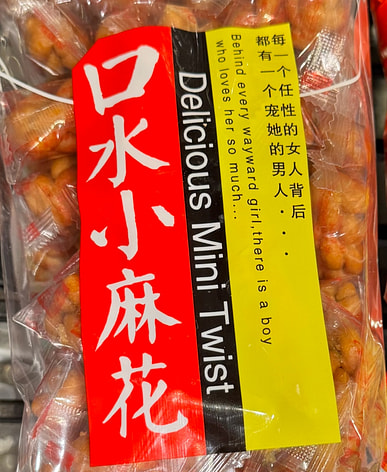 口水小麻花
Delicious Mini Twist
每一个任性的女人背后
都有一个宠她的男人...
Behind every wayward girl,there is a boy
who loves her so much...